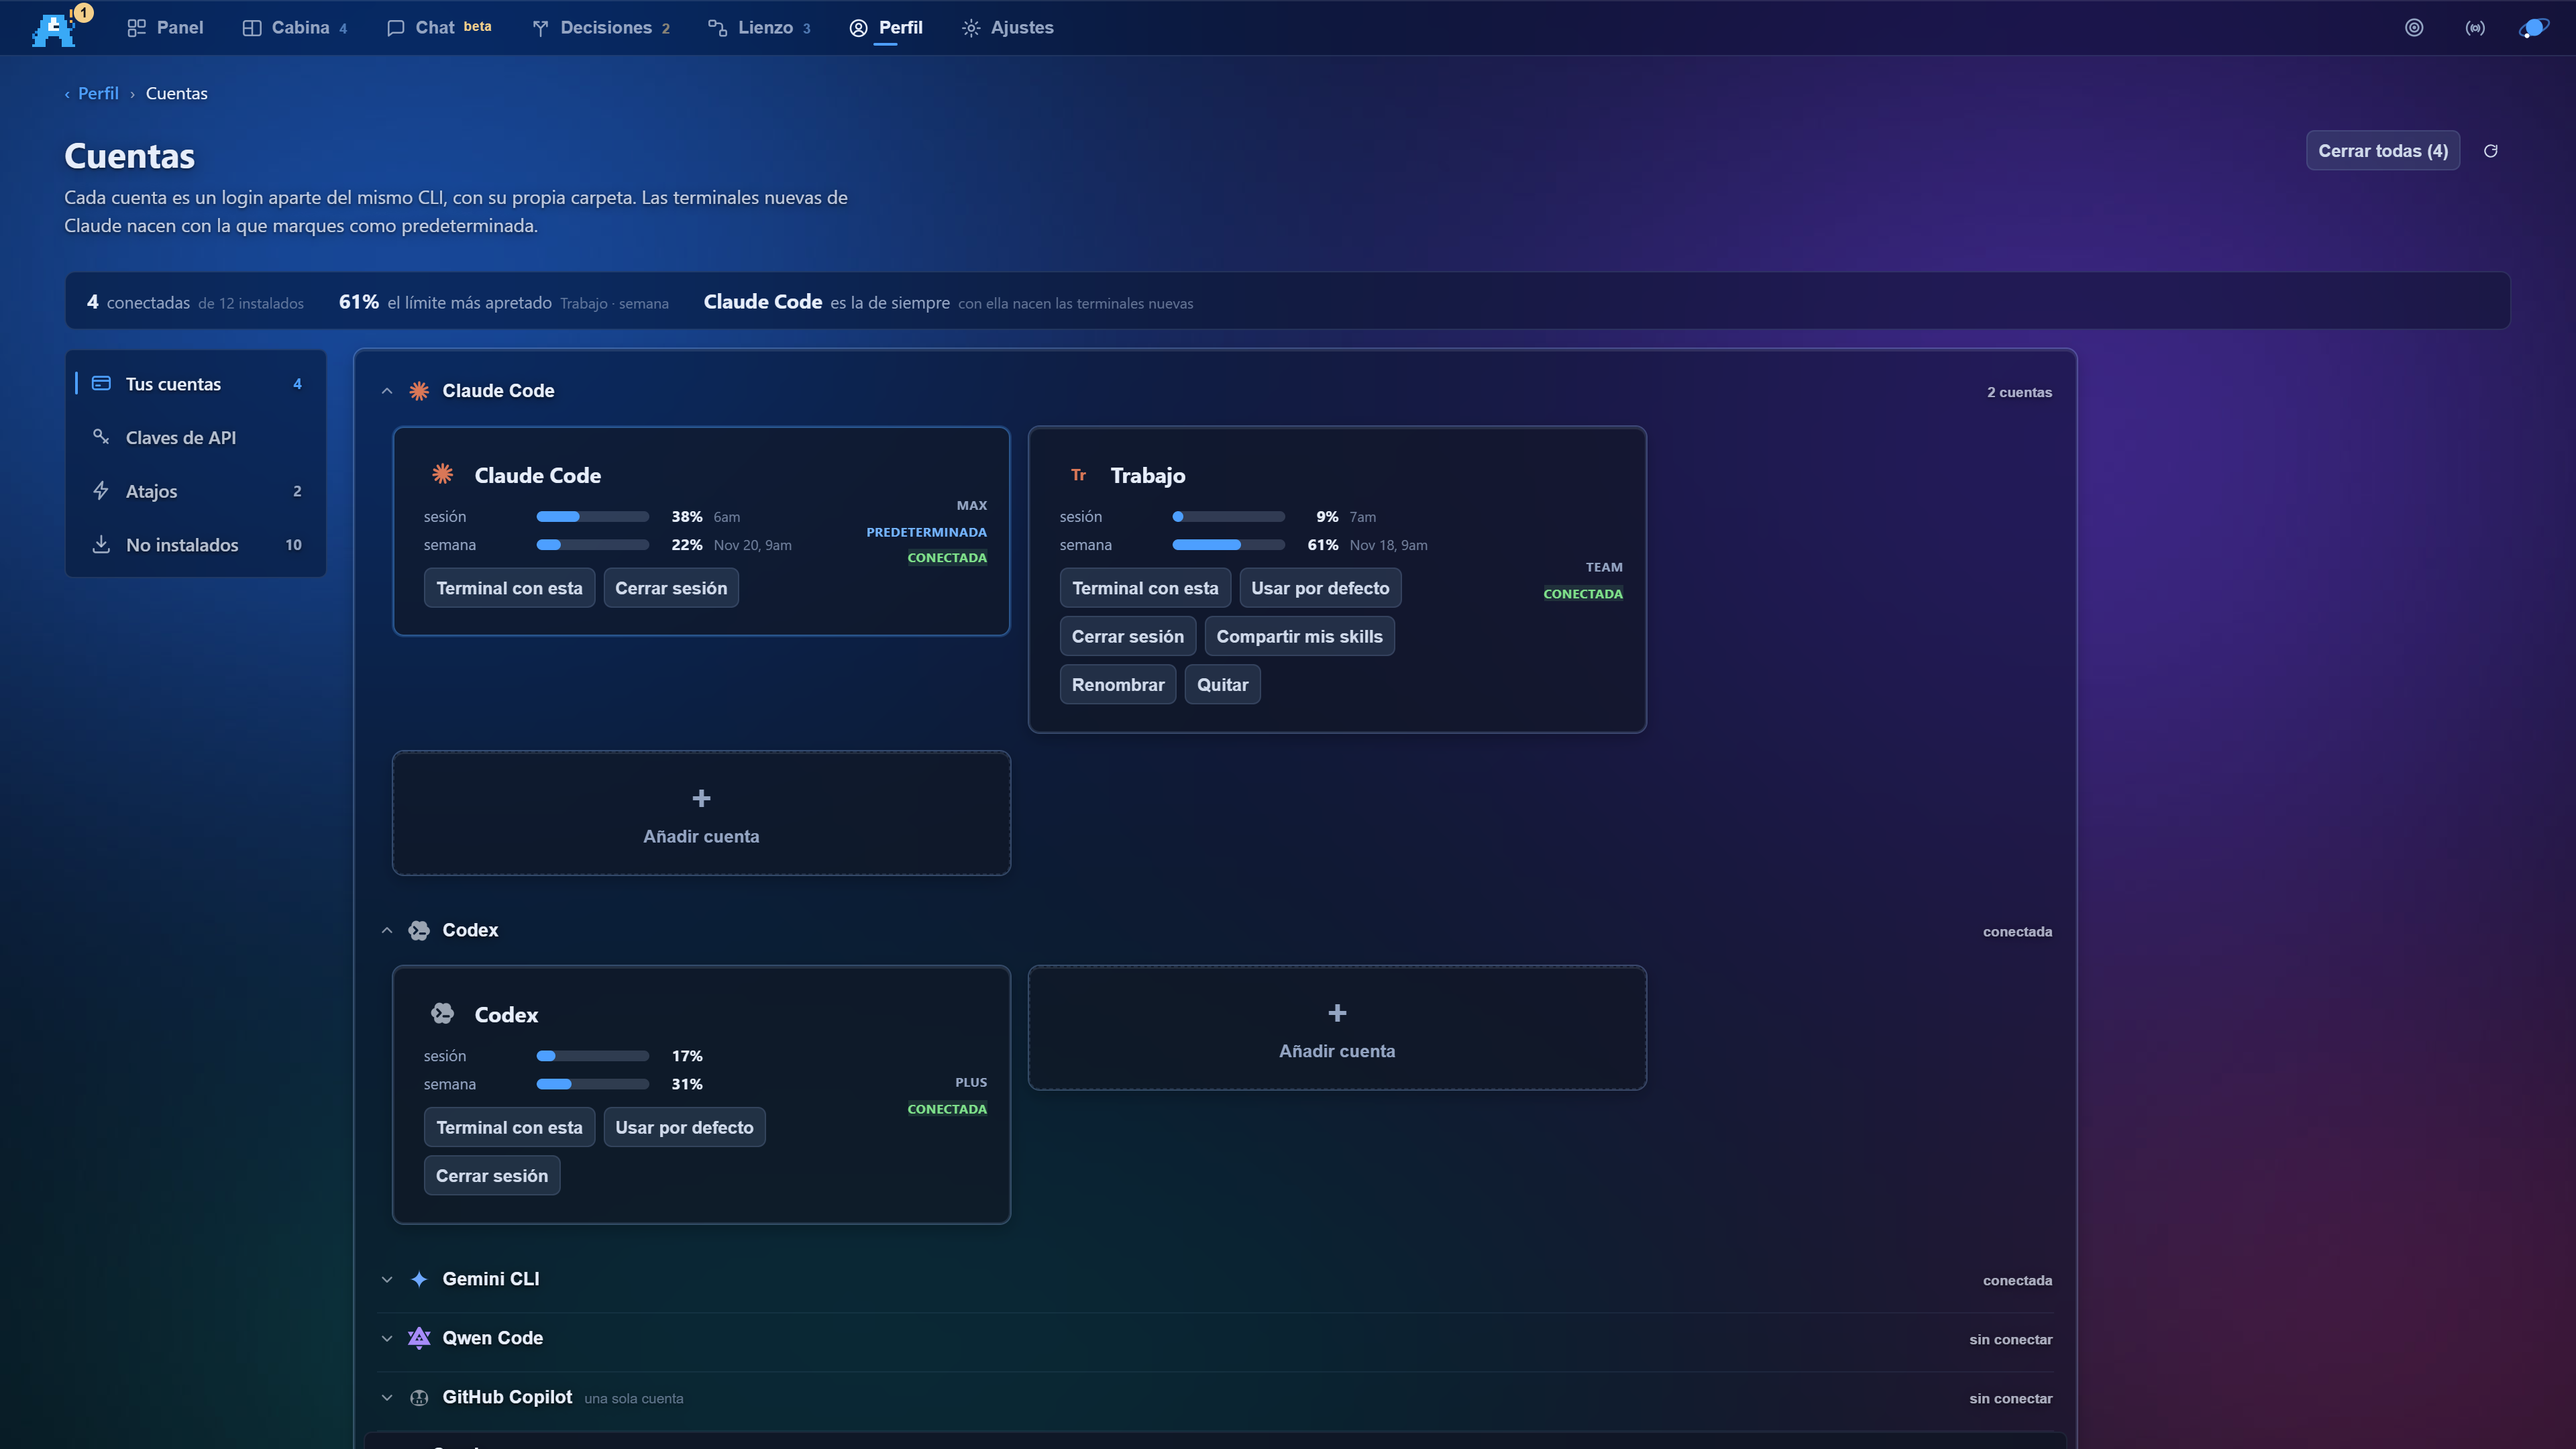 1
Panel
Cabina 4
Chat beta
Decisiones 2
Lienzo 3
Perfil
Ajustes
‹ Perfil › Cuentas
Cuentas
Cerrar todas (4)
Cada cuenta es un login aparte del mismo CLI, con su propia carpeta. Las terminales nuevas de
Claude nacen con la que marques como predeterminada.
4 conectadas de 12 instalados
61% el límite más apretado Trabajo · semana
Claude Code es la de siempre con ella nacen las terminales nuevas
Tus cuentas 4
Claves de API
Atajos 2
No instalados 10
Claude Code
2 cuentas
Claude Code
sesión 38% 6am
semana 22% Nov 20, 9am
MAX
PREDETERMINADA
CONECTADA
Terminal con esta
Cerrar sesión
Tr Trabajo
sesión 9% 7am
semana 61% Nov 18, 9am
TEAM
CONECTADA
Terminal con esta
Usar por defecto
Cerrar sesión
Compartir mis skills
Renombrar
Quitar
+
Añadir cuenta
Codex
conectada
Codex
sesión 17%
semana 31%
PLUS
CONECTADA
Terminal con esta
Usar por defecto
Cerrar sesión
+
Añadir cuenta
Gemini CLI
conectada
Qwen Code
sin conectar
GitHub Copilot una sola cuenta
sin conectar